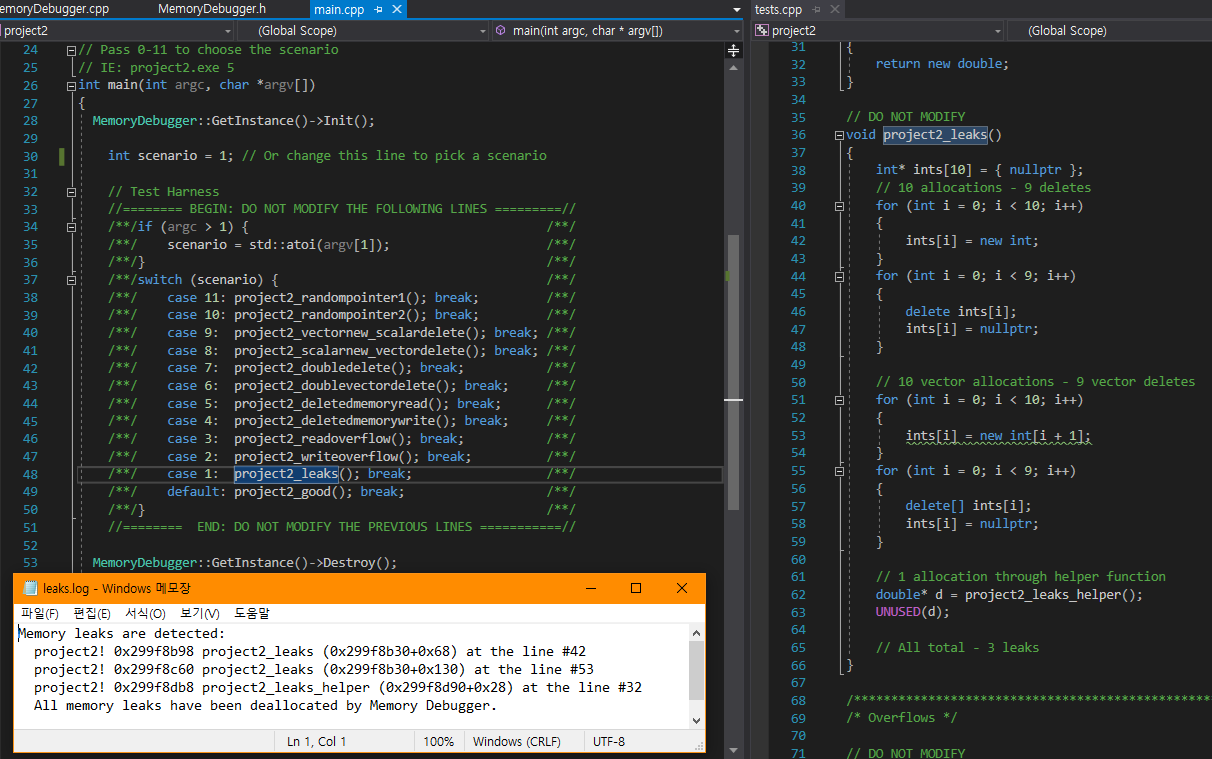 emoryDebugger.cpp
MemoryDebugger.h
main.cpp
project2
(Global Scope)
main(int argc, char * argv[])
24 // Pass 0-11 to choose the scenario
25 // IE: project2.exe 5
26 int main(int argc, char *argv[])
27 {
28 MemoryDebugger::GetInstance()->Init();
29
30 int scenario = 1; // Or change this line to pick a scenario
31
32 // Test Harness
33 //======== BEGIN: DO NOT MODIFY THE FOLLOWING LINES =========//
34 /**/if (argc > 1) { /**/
35 /**/ scenario = std::atoi(argv[1]); /**/
36 /**/} /**/
37 /**/switch (scenario) { /**/
38 /**/ case 11: project2_randompointer1(); break; /**/
39 /**/ case 10: project2_randompointer2(); break; /**/
40 /**/ case 9: project2_vectornew_scalardelete(); break; /**/
41 /**/ case 8: project2_scalarnew_vectordelete(); break; /**/
42 /**/ case 7: project2_doubledelete(); break; /**/
43 /**/ case 6: project2_doublevectordelete(); break; /**/
44 /**/ case 5: project2_deletedmemoryread(); break; /**/
45 /**/ case 4: project2_deletedmemorywrite(); break; /**/
46 /**/ case 3: project2_readoverflow(); break; /**/
47 /**/ case 2: project2_writeoverflow(); break; /**/
48 /**/ case 1: project2_leaks(); break; /**/
49 /**/ default: project2_good(); break; /**/
50 /**/} /**/
51 //======== END: DO NOT MODIFY THE PREVIOUS LINES ===========//
52
53 MemoryDebugger::GetInstance()->Destroy();
leaks.log - Windows 메모장
파일(F) 편집(E) 서식(O) 보기(V) 도움말
Memory leaks are detected:
project2! 0x299f8b98 project2_leaks (0x299f8b30+0x68) at the line #42
project2! 0x299f8c60 project2_leaks (0x299f8b30+0x130) at the line #53
project2! 0x299f8db8 project2_leaks_helper (0x299f8d90+0x28) at the line #32
All memory leaks have been deallocated by Memory Debugger.
Ln 1, Col 1 100% Windows (CRLF) UTF-8
tests.cpp
project2
(Global Scope)
31 {
32 return new double;
33 }
34
35 // DO NOT MODIFY
36 void project2_leaks()
37 {
38 int* ints[10] = { nullptr };
39 // 10 allocations - 9 deletes
40 for (int i = 0; i < 10; i++)
41 {
42 ints[i] = new int;
43 }
44 for (int i = 0; i < 9; i++)
45 {
46 delete ints[i];
47 ints[i] = nullptr;
48 }
49
50 // 10 vector allocations - 9 vector deletes
51 for (int i = 0; i < 10; i++)
52 {
53 ints[i] = new int[i + 1];
54 }
55 for (int i = 0; i < 9; i++)
56 {
57 delete[] ints[i];
58 ints[i] = nullptr;
59 }
60
61 // 1 allocation through helper function
62 double* d = project2_leaks_helper();
63 UNUSED(d);
64
65 // All total - 3 leaks
66 }
67
68 /*************************************************
69 /* Overflows */
70
71 // DO NOT MODIFY